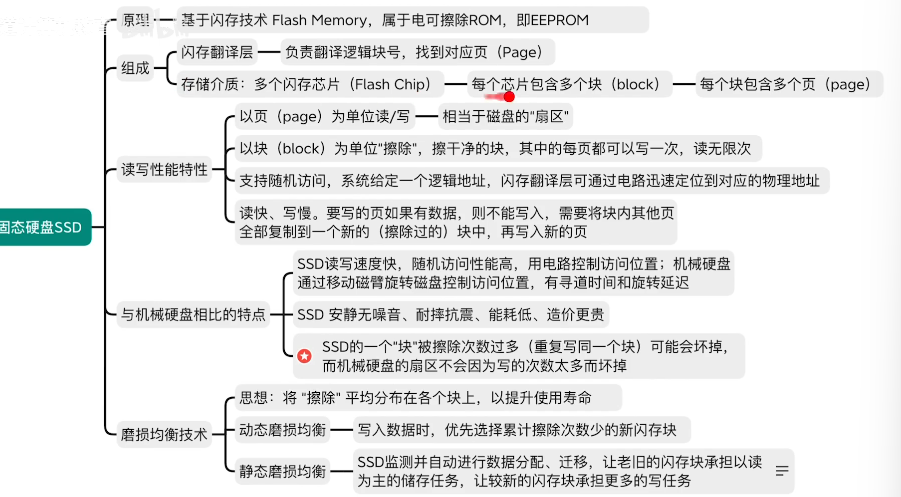 固态硬盘SSD
原理
基于闪存技术 Flash Memory，属于电可擦除ROM，即EEPROM
组成
闪存翻译层
负责翻译逻辑块号，找到对应页（Page）
存储介质：多个闪存芯片（Flash Chip）
每个芯片包含多个块（block）
每个块包含多个页（page）
读写性能特性
以页（page）为单位读/写
相当于磁盘的"扇区"
以块（block）为单位"擦除"，擦干净的块，其中的每页都可以写一次，读无限次
支持随机访问，系统给定一个逻辑地址，闪存翻译层可通过电路迅速定位到对应的物理地址
读快、写慢。要写的页如果有数据，则不能写入，需要将块内其他页
全部复制到一个新的（擦除过的）块中，再写入新的页
与机械硬盘相比的特点
SSD读写速度快，随机访问性能高，用电路控制访问位置；机械硬盘
通过移动磁臂旋转磁盘控制访问位置，有寻道时间和旋转延迟
SSD 安静无噪音、耐摔抗震、能耗低、造价更贵
SSD的一个"块"被擦除次数过多（重复写同一个块）可能会坏掉，
而机械硬盘的扇区不会因为写的次数太多而坏掉
磨损均衡技术
思想：将 "擦除" 平均分布在各个块上，以提升使用寿命
动态磨损均衡
写入数据时，优先选择累计擦除次数少的新闪存块
静态磨损均衡
SSD监测并自动进行数据分配、迁移，让老旧的闪存块承担以读
为主的储存任务，让较新的闪存块承担更多的写任务